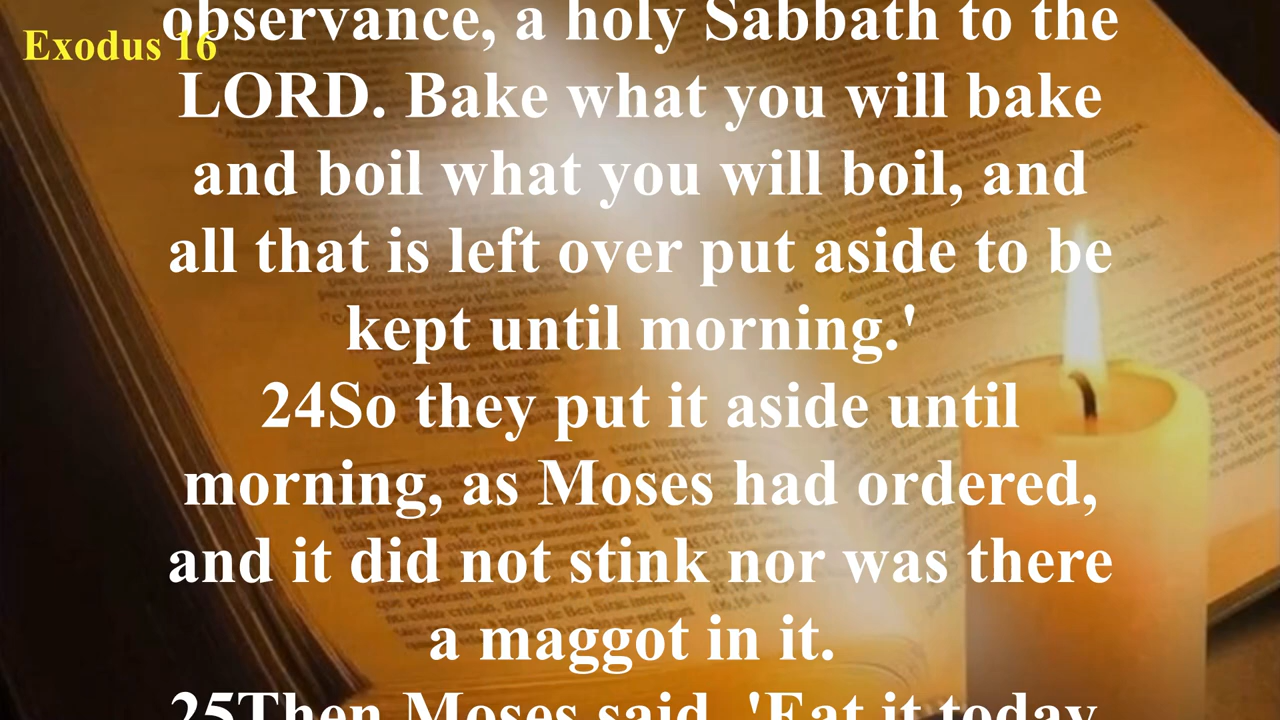 Exodus 16
observance, a holy Sabbath to the
LORD. Bake what you will bake
and boil what you will boil, and
all that is left over put aside to be
kept until morning.'
24So they put it aside until
morning, as Moses had ordered,
and it did not stink nor was there
a maggot in it.
25Then Moses said, 'Eat it today,